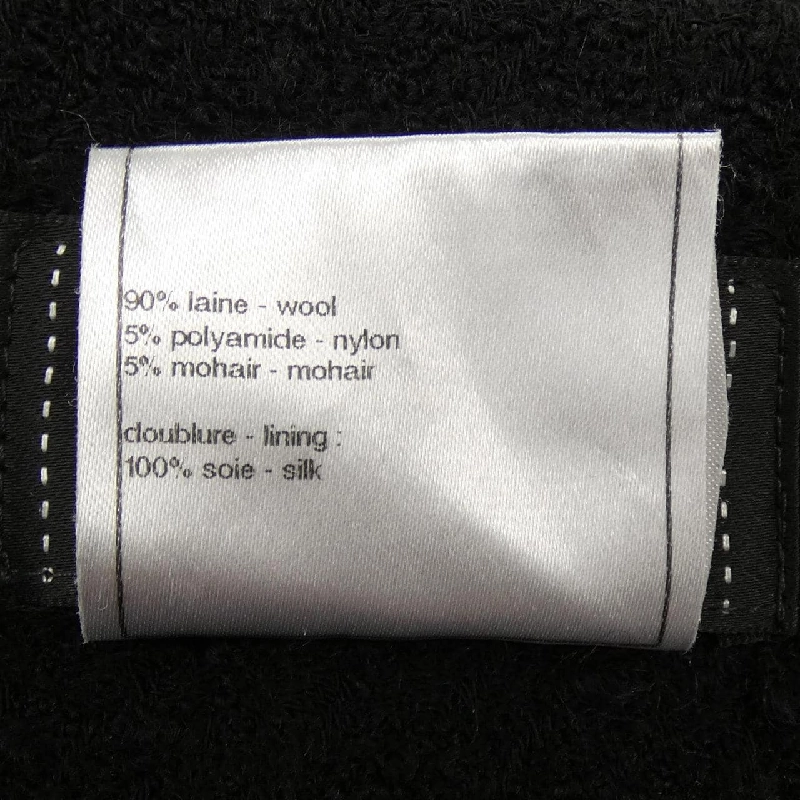 90% laine - wool
5% polyamide - nylon
5% mohair - mohair
doublure - lining :
100% soie - silk